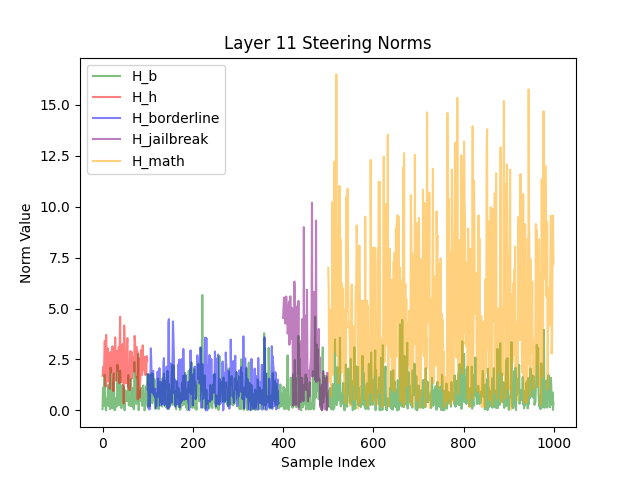 Layer 11 Steering Norms
H_b
H_h
H_borderline
H_jailbreak
H_math
Norm Value
15.0
12.5
10.0
7.5
5.0
2.5
0.0
0
200
400
600
800
1000
Sample Index